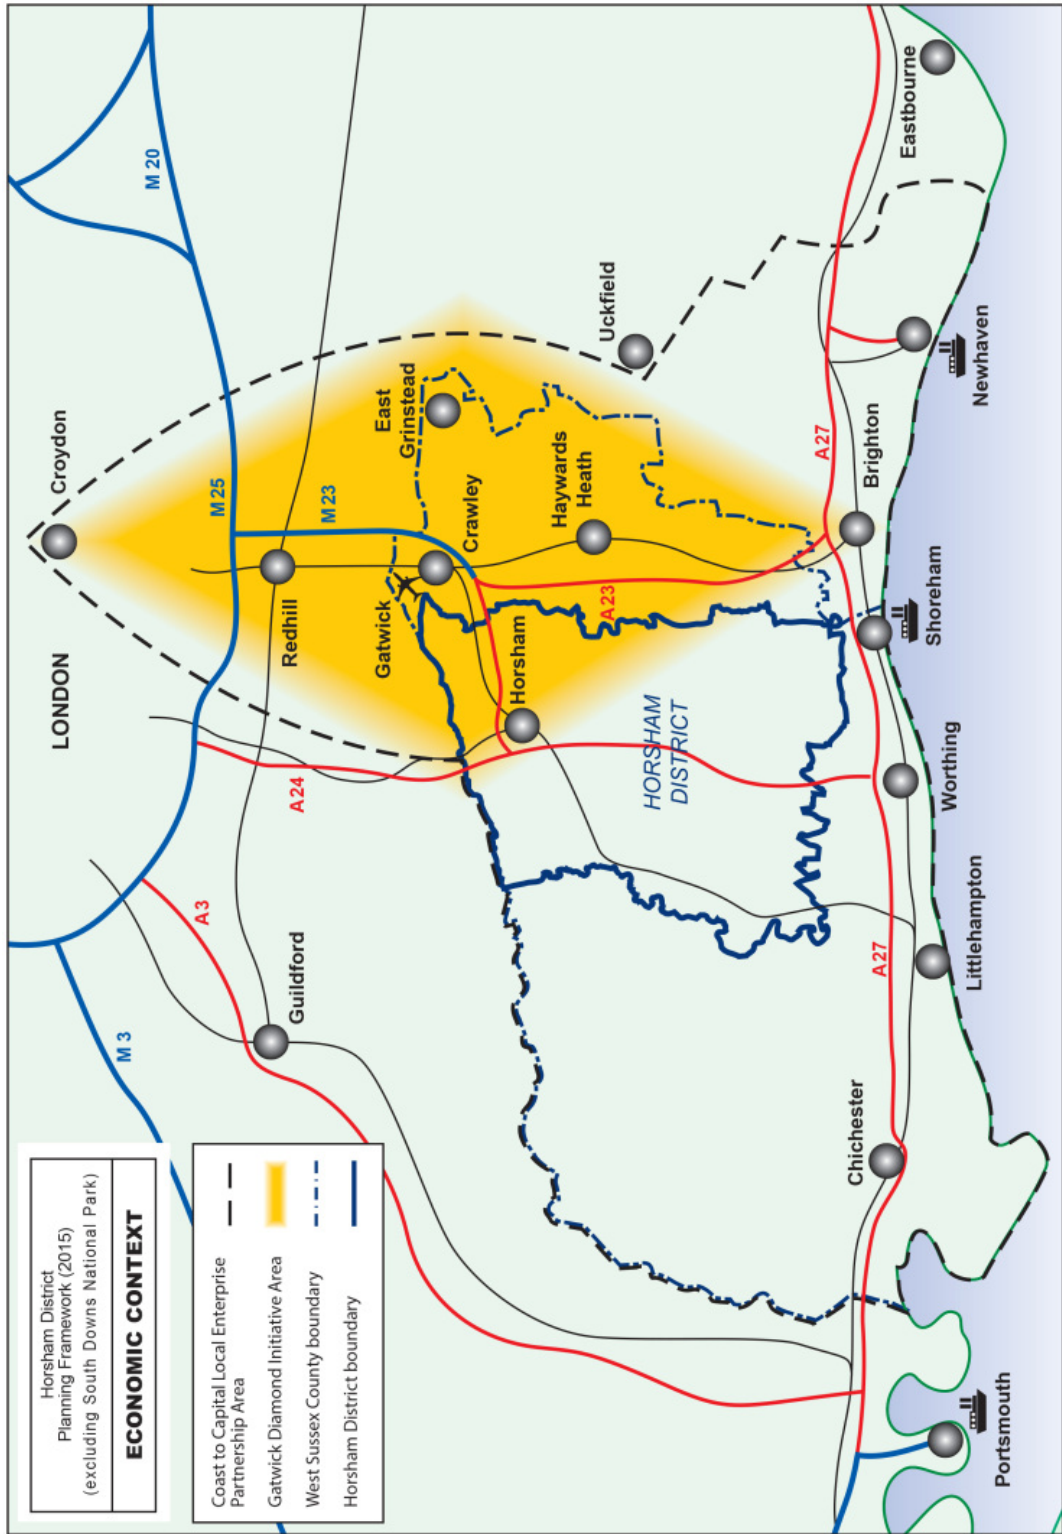 Horsham District
Planning Framework (2015)
(excluding South Downs National Park)
ECONOMIC CONTEXT
Coast to Capital Local Enterprise
Partnership Area
Gatwick Diamond Initiative Area
West Sussex County boundary
Horsham District boundary
M 3
A3
Guildford
LONDON
Croydon
M 20
M25
M23
A24
Redhill
Gatwick
Crawley
East
Grinstead
Horsham
Haywards
Heath
Uckfield
A23
HORSHAM
DISTRICT
A27
A27
Chichester
Portsmouth
Littlehampton
Worthing
Shoreham
Brighton
Newhaven
Eastbourne